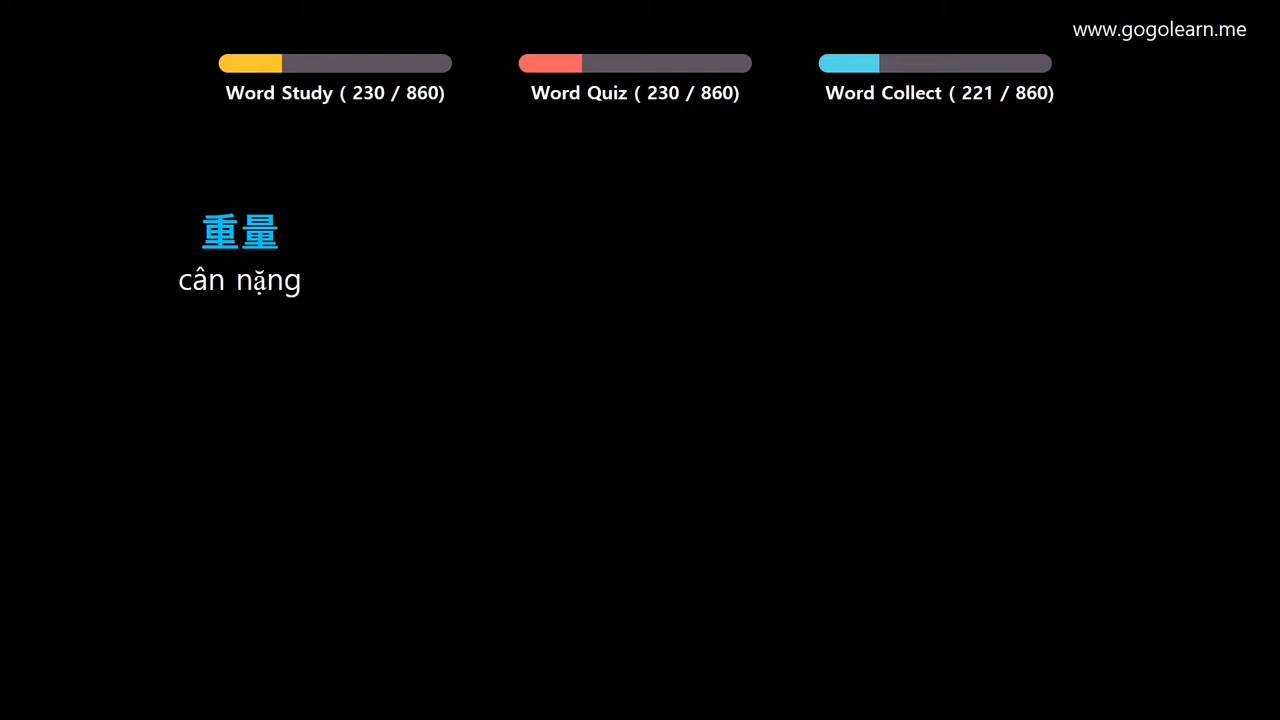 www.gogolearn.me
Word Study ( 230 / 860)
Word Quiz ( 230 / 860)
Word Collect ( 221 / 860)
重量
cân nặng